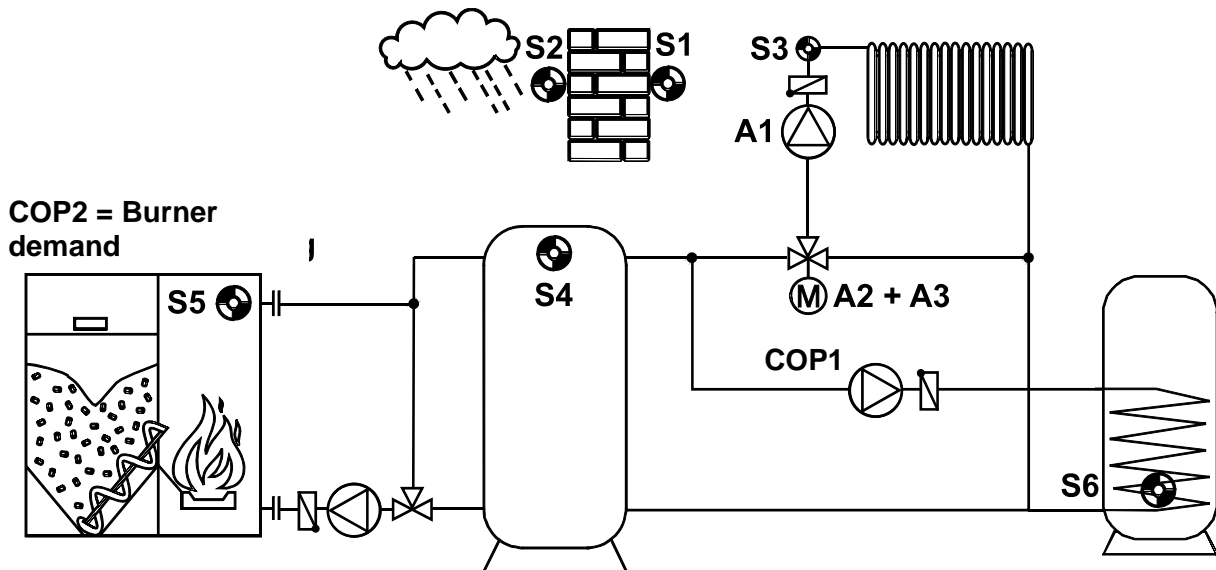 S2
S1
S3
A1
COP2 = Burner
demand
S5
S4
M
A2 + A3
COP1
S6